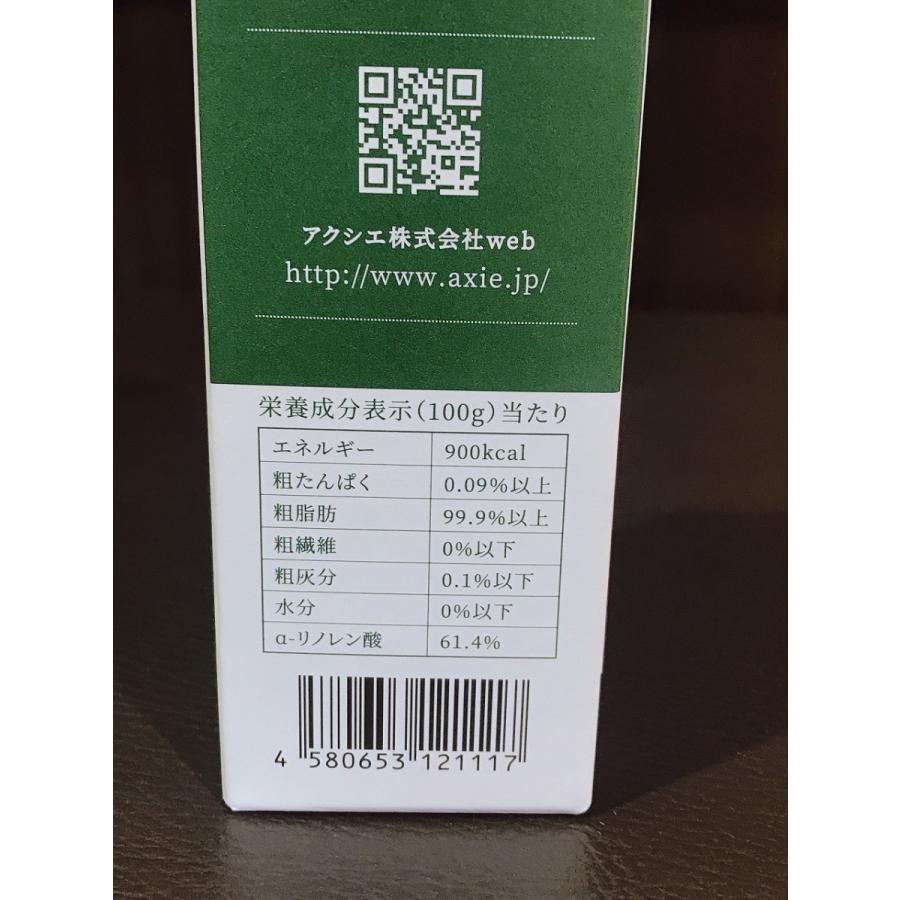 アクシエ株式会社web
http://www.axie.jp/
栄養成分表示(100g)当たり
エネルギー 900kcal
粗たんぱく 0.09%以上
粗脂肪 99.9%以上
粗繊維 0%以下
粗灰分 0.1%以下
水分 0%以下
α-リノレン酸 61.4%
4 580653 121117